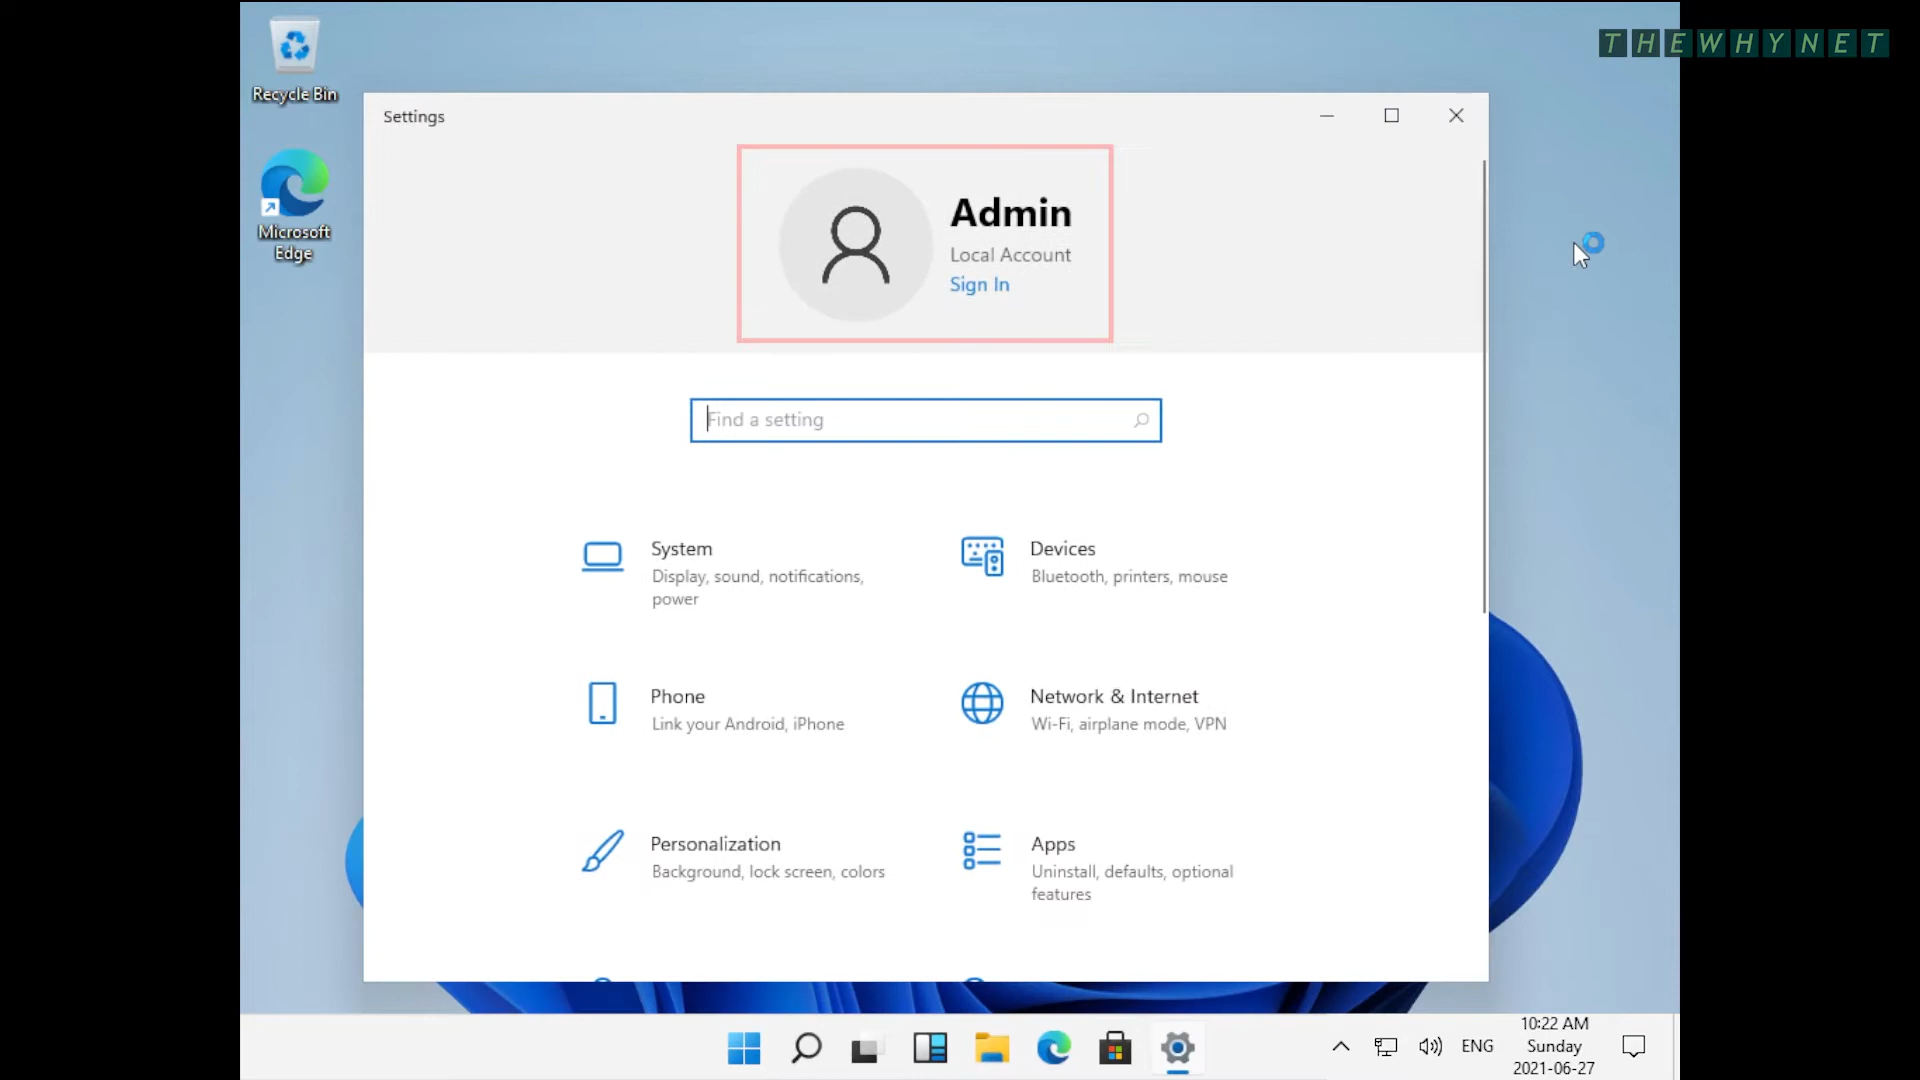 THEWHYNET
Recycle Bin
Settings
Admin
Local Account
Sign In
Microsoft
Edge
Find a setting
System
Display, sound, notifications,
power
Devices
Bluetooth, printers, mouse
Phone
Link your Android, iPhone
Network & Internet
Wi-Fi, airplane mode, VPN
Personalization
Background, lock screen, colors
Apps
Uninstall, defaults, optional
features
ENG
10:22 AM
Sunday
2021-06-27